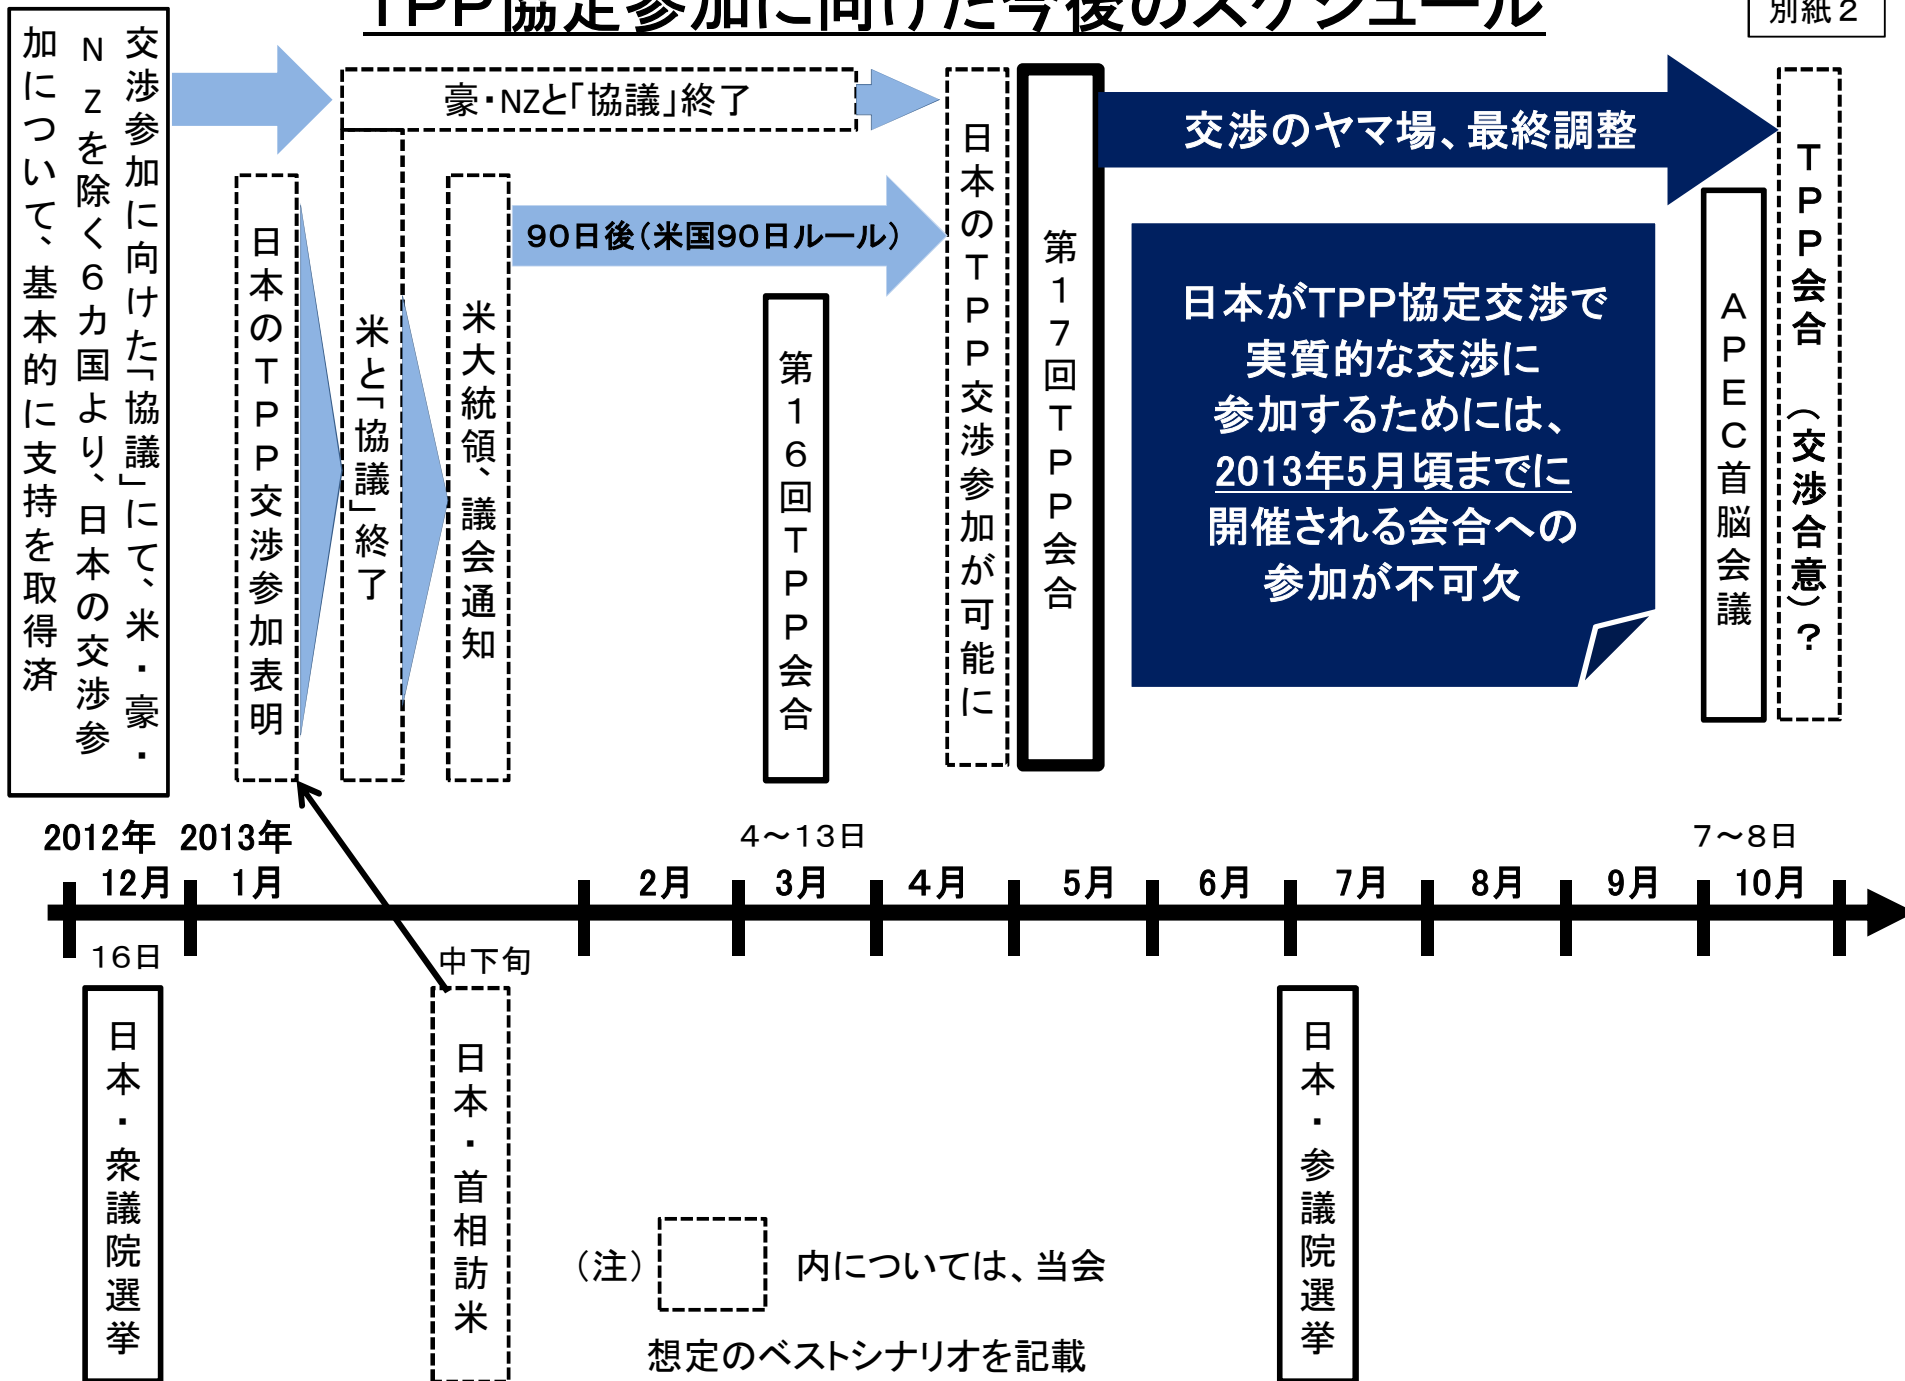 TPP協定参加に向けた今後のスケジュール
別紙2
交渉参加に向けた「協議」にて、米・豪・
NZを除く6カ国より、日本の交渉参
加について、基本的に支持を取得済
豪・NZと「協議」終了
日本のTPP交渉参加表明
米と「協議」終了
米大統領、議会通知
90日後(米国90日ルール)
第16回TPP会合
日本のTPP交渉参加が可能に
第17回TPP会合
交渉のヤマ場、最終調整
日本がTPP協定交渉で
実質的な交渉に
参加するためには、
2013年5月頃までに
開催される会合への
参加が不可欠
APEC首脳会議
TPP会合 (交渉合意)?
2012年 2013年
4~13日
7~8日
12月 1月 2月 3月 4月 5月 6月 7月 8月 9月 10月
16日
中下旬
日本・衆議院選挙
日本・首相訪米
日本・参議院選挙
(注) 内については、当会
想定のベストシナリオを記載